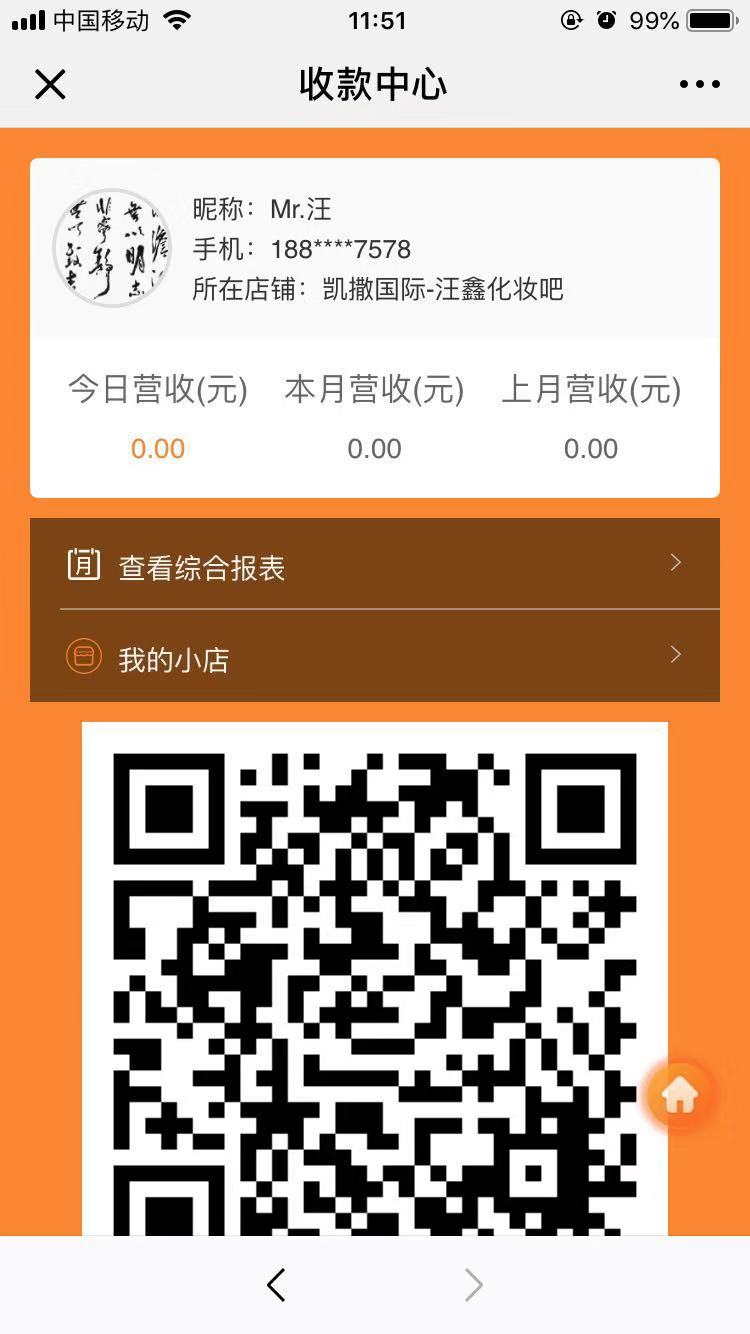 中国移动 11:51 99%
收款中心
昵称：Mr.汪
手机：188****7578
所在店铺：凯撒国际-汪鑫化妆吧
今日营收(元) 本月营收(元) 上月营收(元)
0.00 0.00 0.00
月 查看综合报表
我的小店